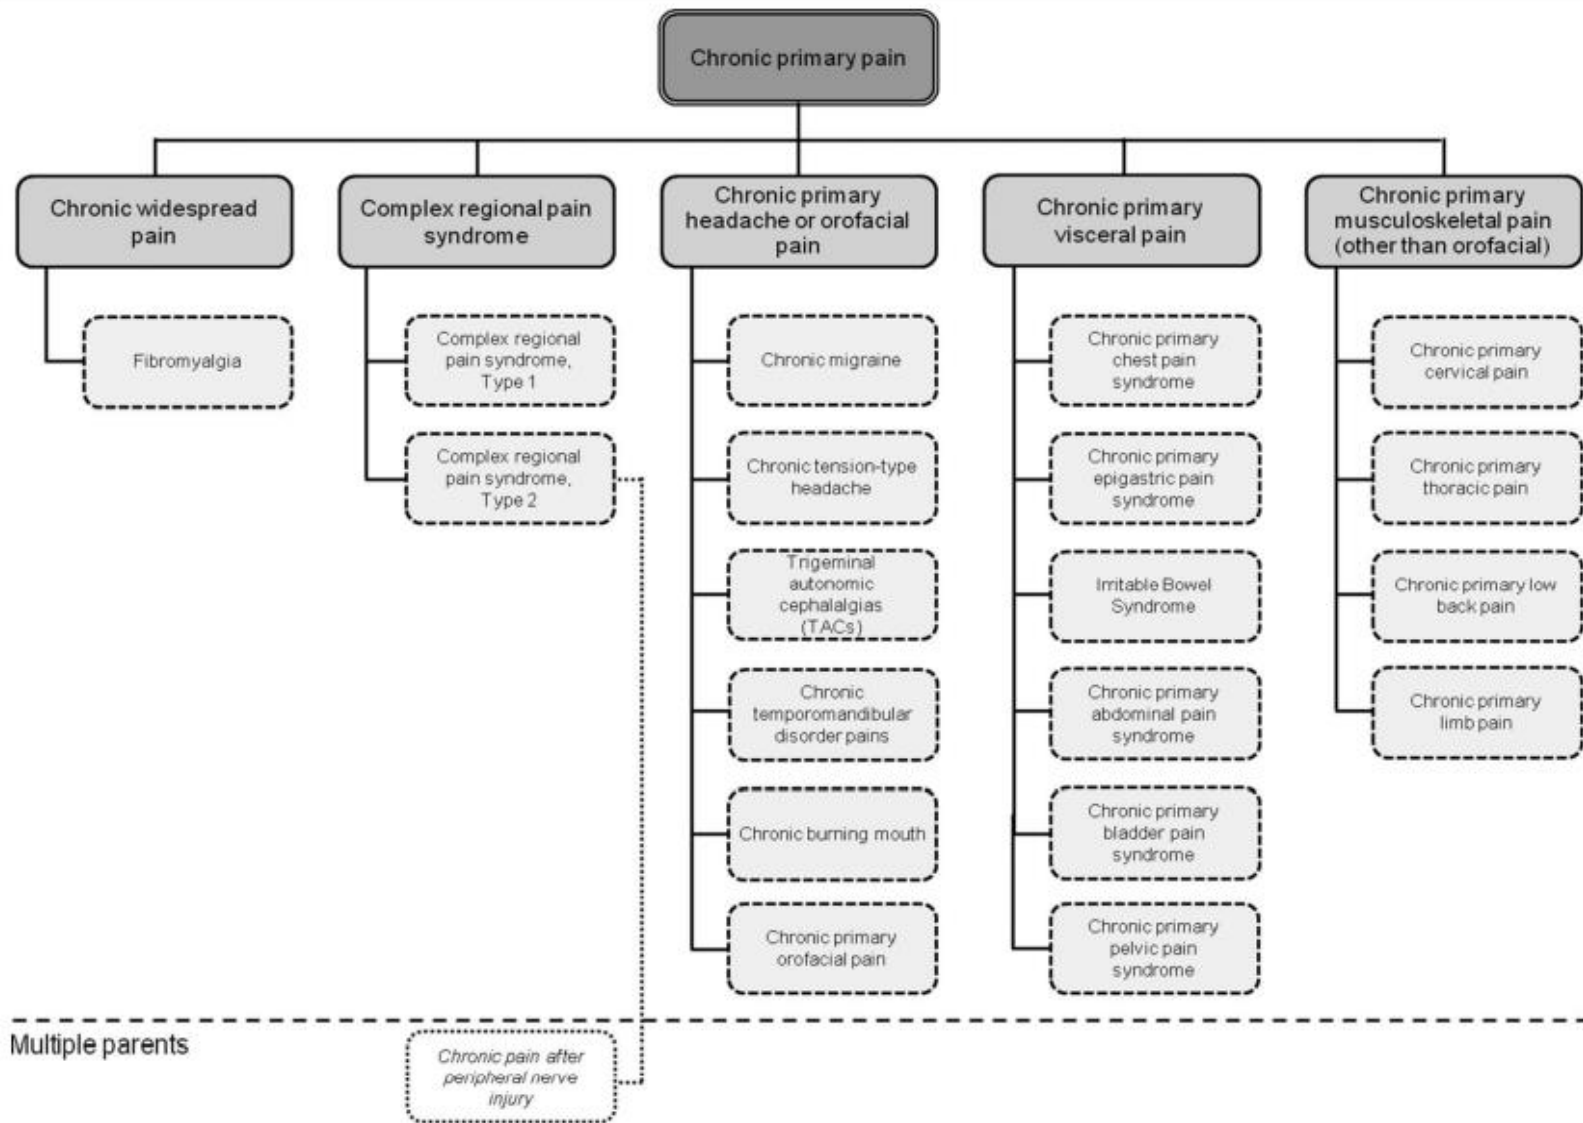 Chronic primary pain
Chronic widespread
pain
Complex regional pain
syndrome
Chronic primary
headache or orofacial
pain
Chronic primary
visceral pain
Chronic primary
musculoskeletal pain
(other than orofacial)
Fibromyalgia
Complex regional
pain syndrome,
Type 1
Complex regional
pain syndrome,
Type 2
Chronic migraine
Chronic tension-type
headache
Trigeminal
autonomic
cephalalgias
(TACs)
Chronic
temporomandibular
disorder pains
Chronic burning mouth
Chronic primary
orofacial pain
Chronic primary
chest pain
syndrome
Chronic primary
epigastric pain
syndrome
Irritable Bowel
Syndrome
Chronic primary
abdominal pain
syndrome
Chronic primary
bladder pain
syndrome
Chronic primary
pelvic pain
syndrome
Chronic primary
cervical pain
Chronic primary
thoracic pain
Chronic primary low
back pain
Chronic primary
limb pain
Multiple parents
Chronic pain after
peripheral nerve
injury